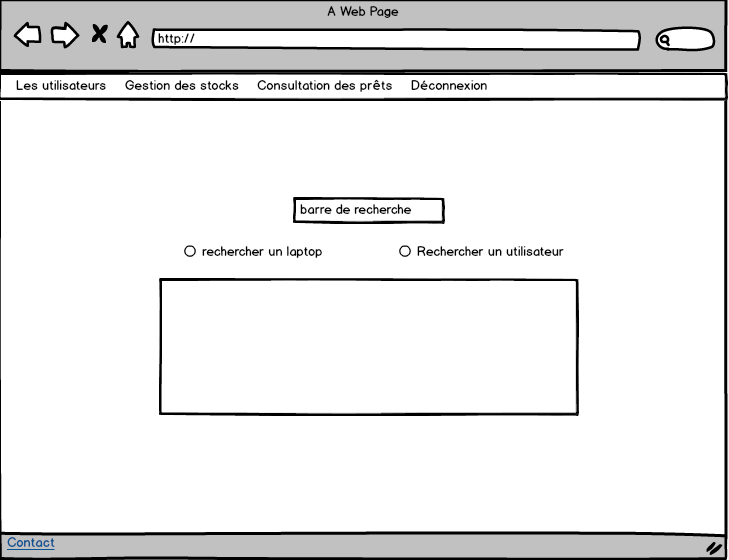 A Web Page
http://
Les utilisateurs Gestion des stocks Consultation des prêts Déconnexion
barre de recherche
rechercher un laptop Rechercher un utilisateur
Contact